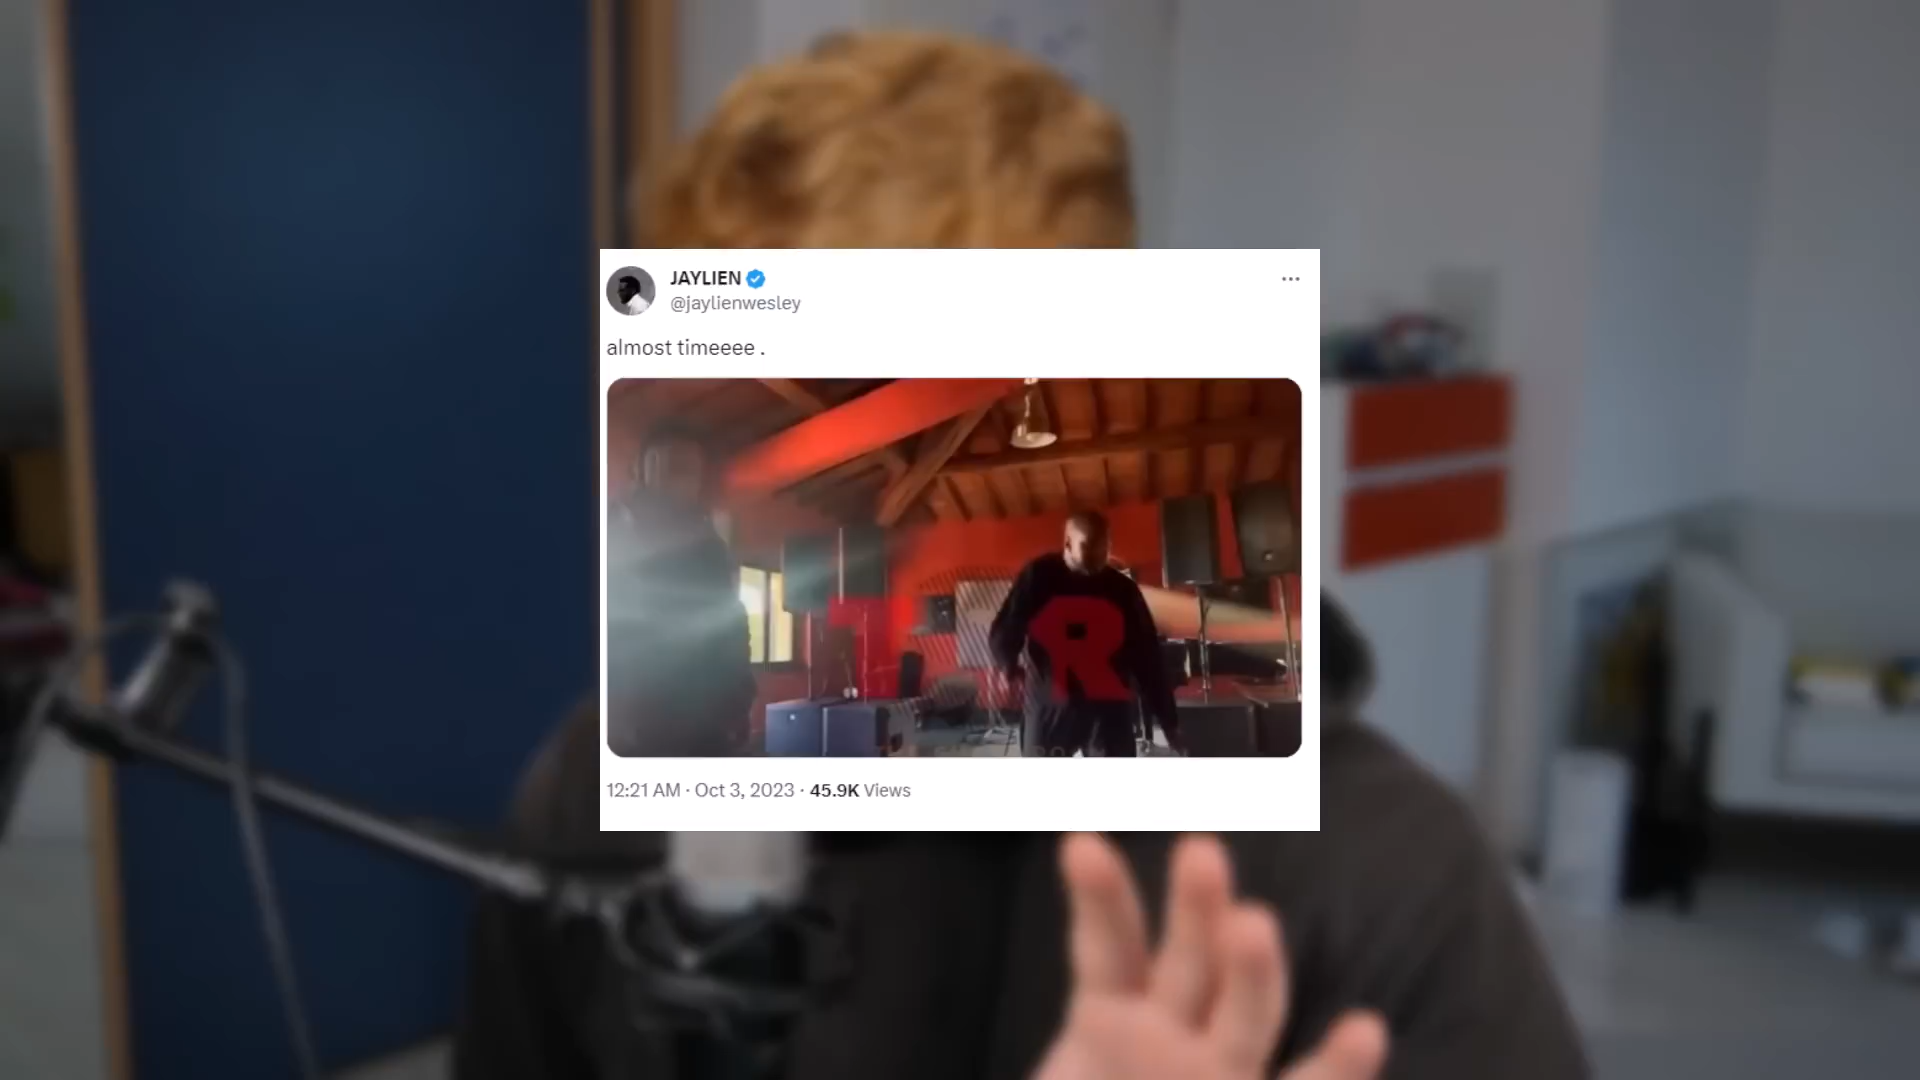 JAYLIEN
@jaylienwesley
almost timeeee .
R
12:21 AM · Oct 3, 2023 · 45.9K Views